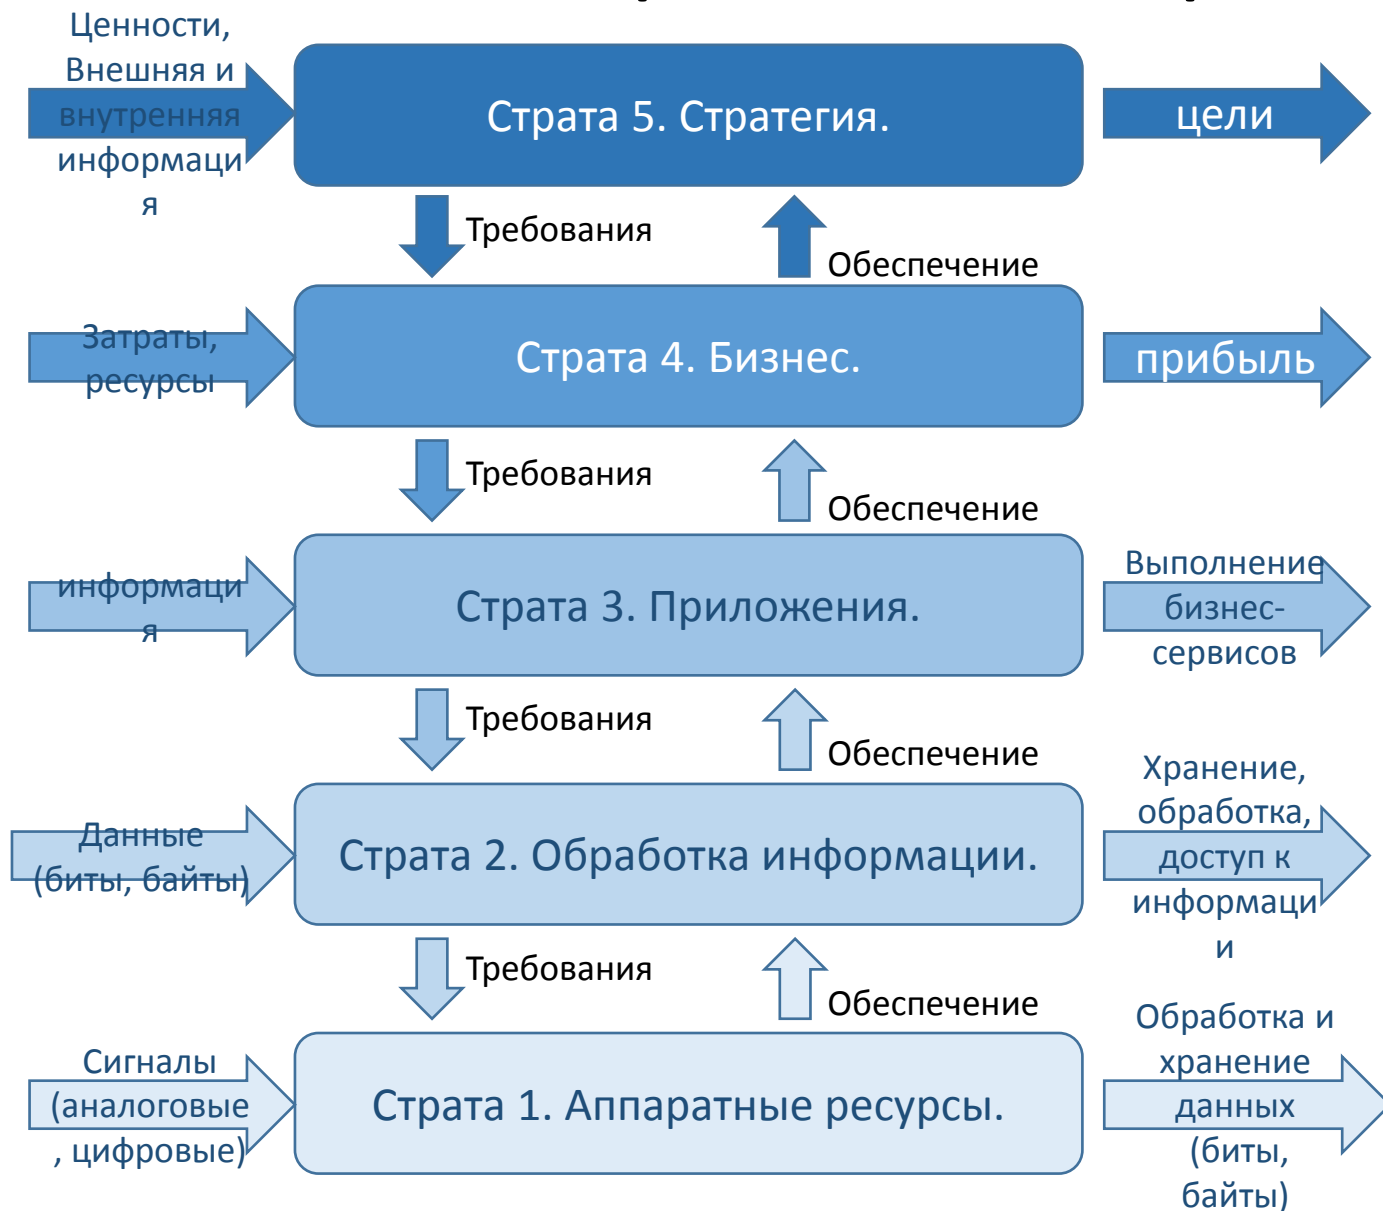 Ценности,
Внешняя и
внутренняя
информаци
я
Страта 5. Стратегия.
цели
Требования
Обеспечение
Затраты,
ресурсы
Страта 4. Бизнес.
прибыль
Требования
Обеспечение
информаци
я
Страта 3. Приложения.
Выполнение
бизнес-
сервисов
Требования
Обеспечение
Данные
(биты, байты)
Страта 2. Обработка информации.
Хранение,
обработка,
доступ к
информаци
и
Требования
Обеспечение
Сигналы
(аналоговые
, цифровые)
Страта 1. Аппаратные ресурсы.
Обработка и
хранение
данных
(биты,
байты)